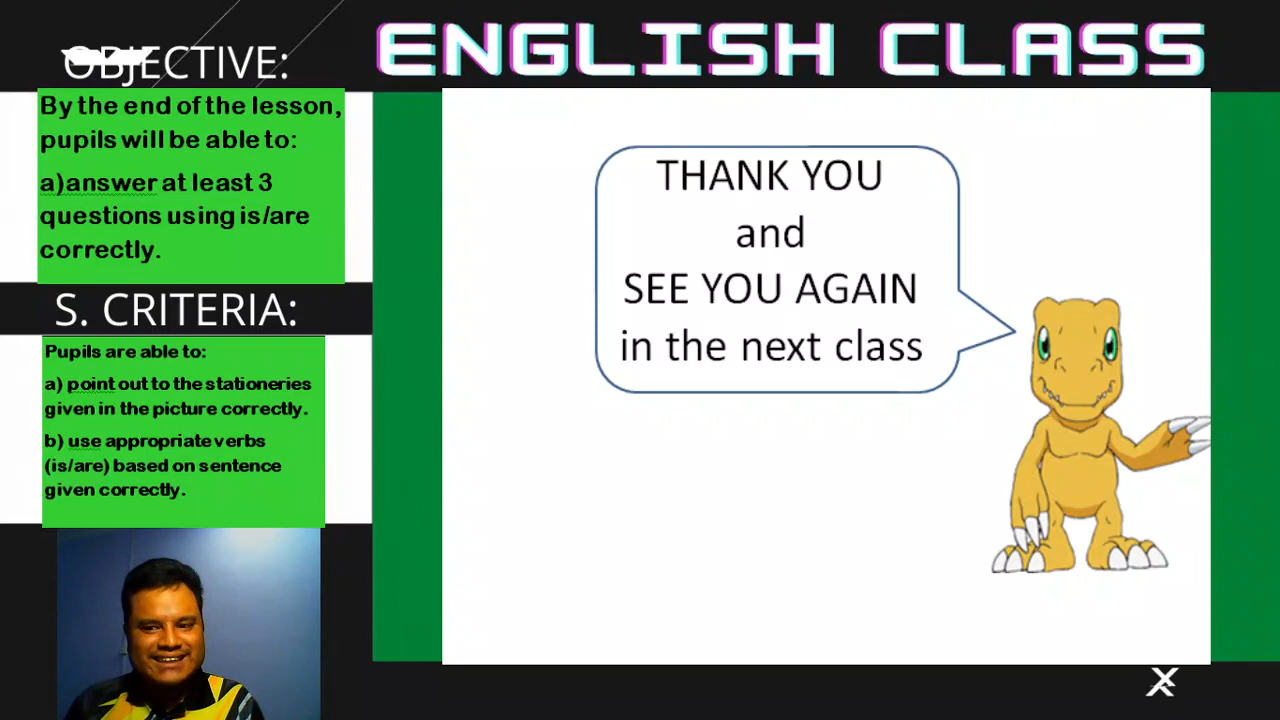 OBJECTIVE:
ENGLISH CLASS
By the end of the lesson,
pupils will be able to:
a)answer at least 3
questions using is/are
correctly.
S. CRITERIA:
Pupils are able to:
a) point out to the stationeries
given in the picture correctly.
b) use appropriate verbs
(is/are) based on sentence
given correctly.
THANK YOU
and
SEE YOU AGAIN
in the next class